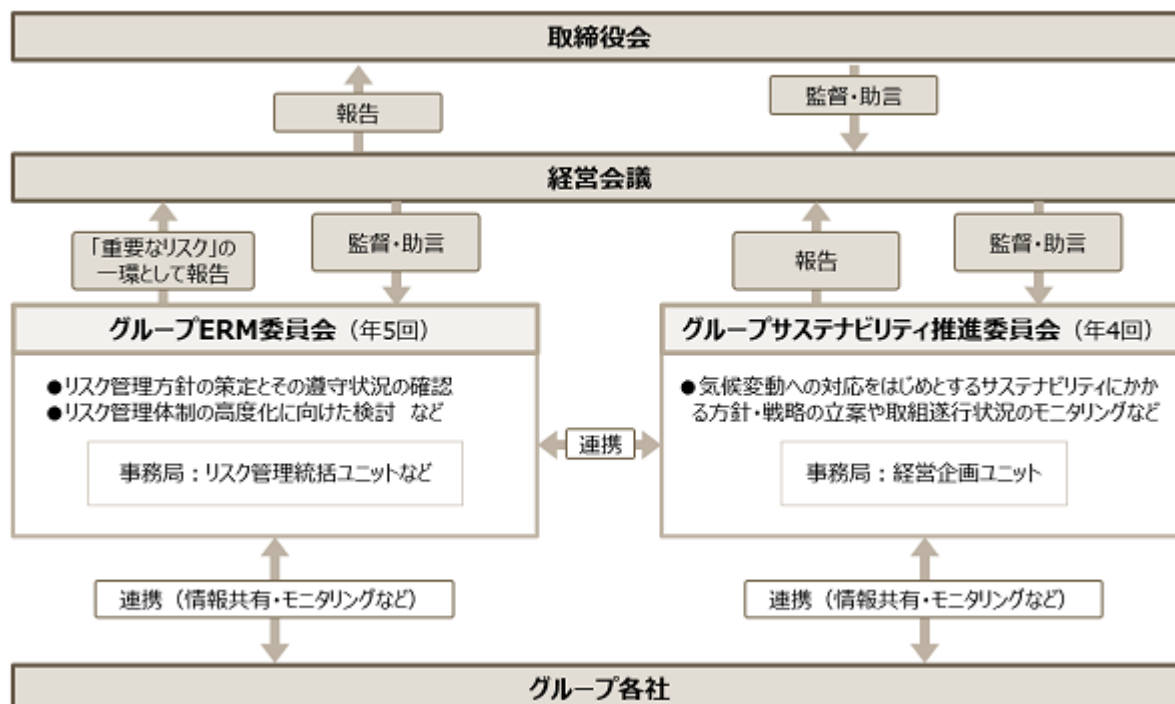 取締役会
報告
監督・助言
経営会議
「重要なリスク」の
一環として報告
監督・助言
報告
監督・助言
グループERM委員会（年5回）
●リスク管理方針の策定とその遵守状況の確認
●リスク管理体制の高度化に向けた検討　など
事務局：リスク管理統括ユニットなど
連携
グループサステナビリティ推進委員会（年4回）
●気候変動への対応をはじめとするサステナビリティにかか
る方針・戦略の立案や取組遂行状況のモニタリングなど
事務局：経営企画ユニット
連携（情報共有・モニタリングなど）
連携（情報共有・モニタリングなど）
グループ各社